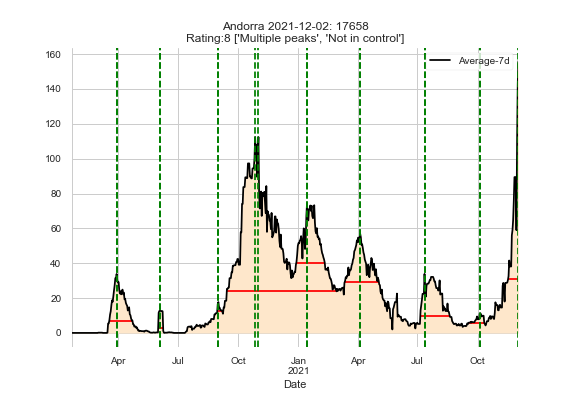 Andorra 2021-12-02: 17658
Rating:8 ['Multiple peaks', 'Not in control']
Average-7d
160
140
120
100
80
60
40
20
0
Apr Jul Oct Jan Apr Jul Oct
2021
Date